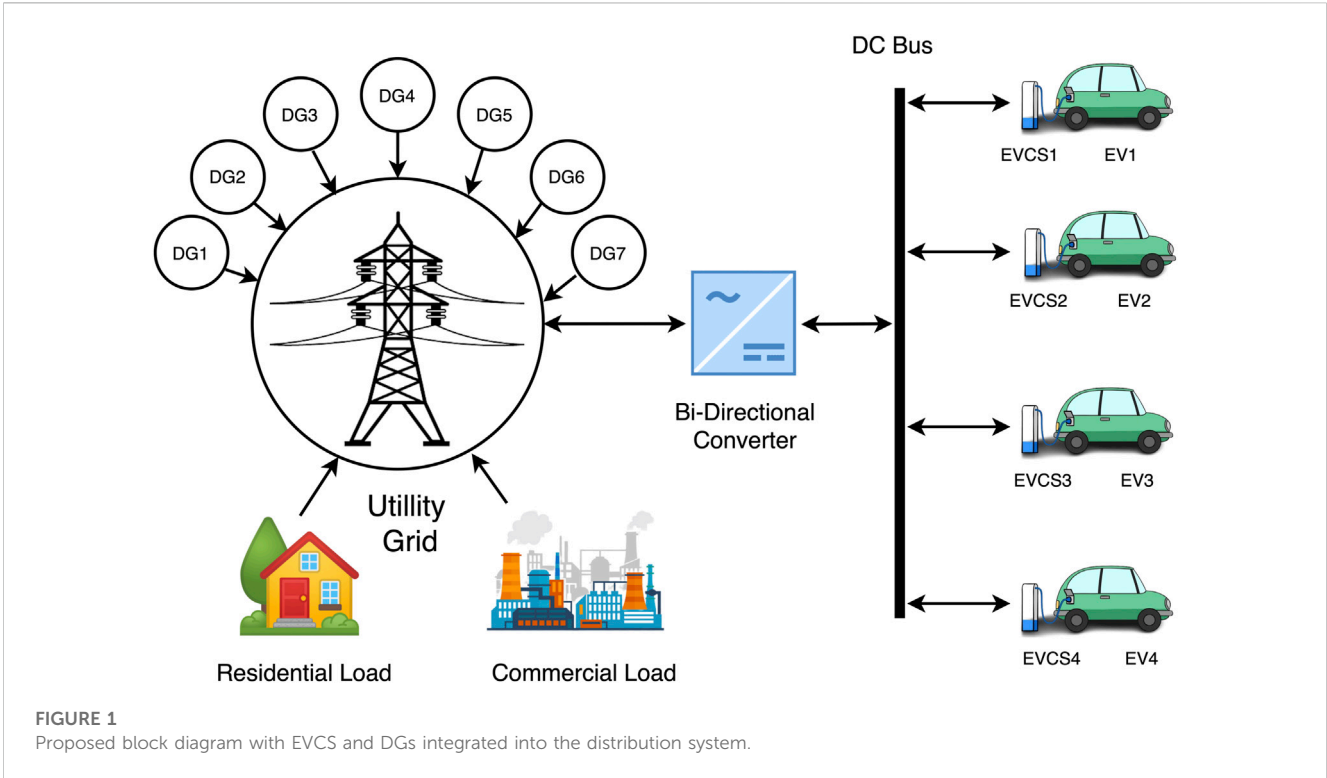 DC Bus
DG4
DG3
DG5
DG2
DG6
DG1
DG7
EVCS1 EV1
EVCS2 EV2
Bi-Directional
Converter
EVCS3 EV3
Utillity
Grid
EVCS4 EV4
Residential Load
Commercial Load
FIGURE 1
Proposed block diagram with EVCS and DGs integrated into the distribution system.